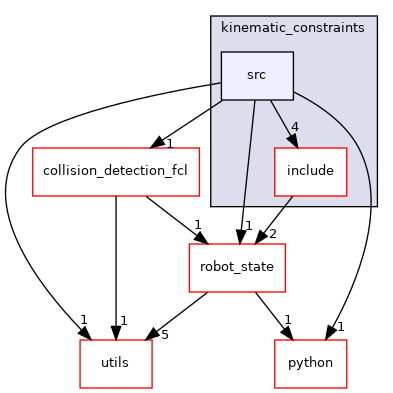 kinematic_constraints
src
1
4
collision_detection_fcl
include
1
1
2
robot_state
1
1
5
1
1
utils
python